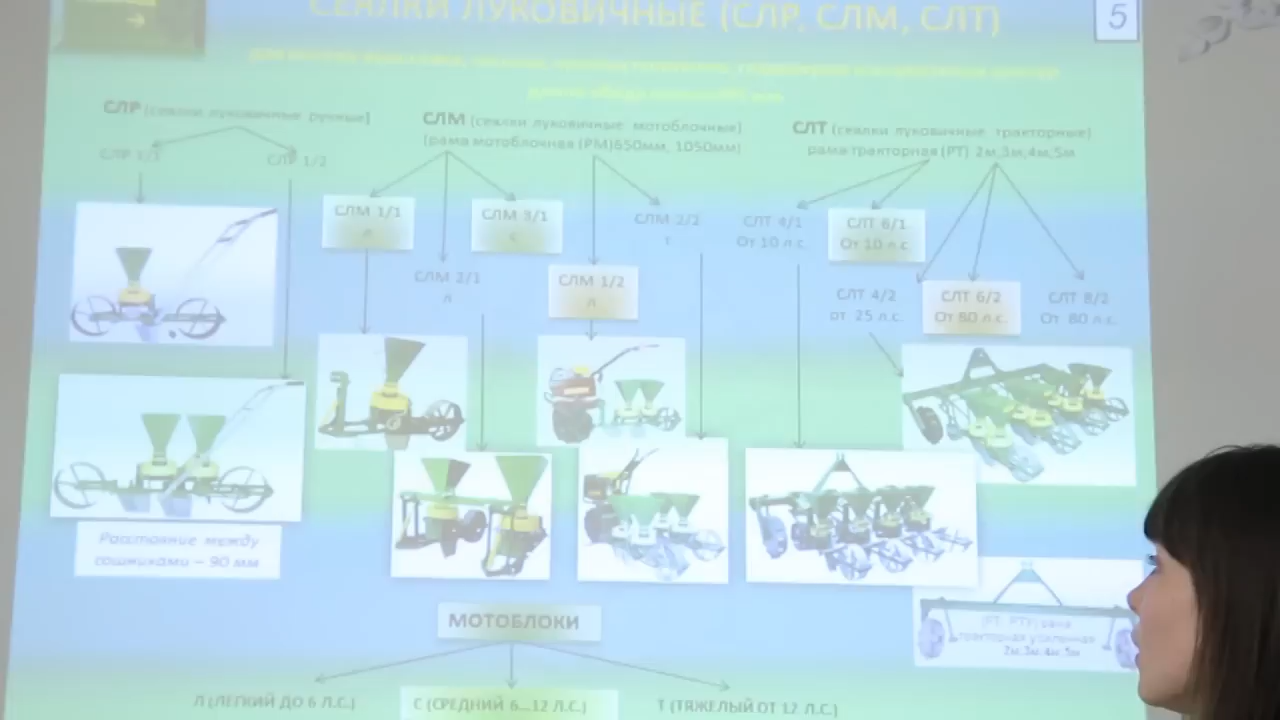 СЕЯЛКИ ЛУКОВИЧНЫЕ (СЛР, СЛМ, СЛТ)
5
СЛР (сеялки луковичные ручные)
СЛМ (сеялки луковичные мотоблочные)
(рама мотоблочная (РМ)650мм, 1050мм)
СЛТ (сеялки луковичные тракторные)
рама тракторная (РТ) 2м,3м,4м,5м
СЛР 1/1
СЛР 1/2
СЛМ 1/1
л
СЛМ 3/1
с
СЛМ 2/2
т
СЛТ 4/1
От 10 л.с.
СЛТ 6/1
От 10 л.с
СЛМ 2/1
л
СЛМ 1/2
л
СЛТ 4/2
от 25 л.с.
СЛТ 6/2
От 80 л.с.
СЛТ 8/2
От 80 л.с.
Расстояние между
сошниками – 90 мм
МОТОБЛОКИ
(РТ, РТУ) рама
тракторная усиленная
2м,3м,4м,5м
Л (ЛЕГКИЙ ДО 6 Л.С.)
С (СРЕДНИЙ 6...12 Л.С.)
Т (ТЯЖЕЛЫЙ ОТ 12 Л.С.)